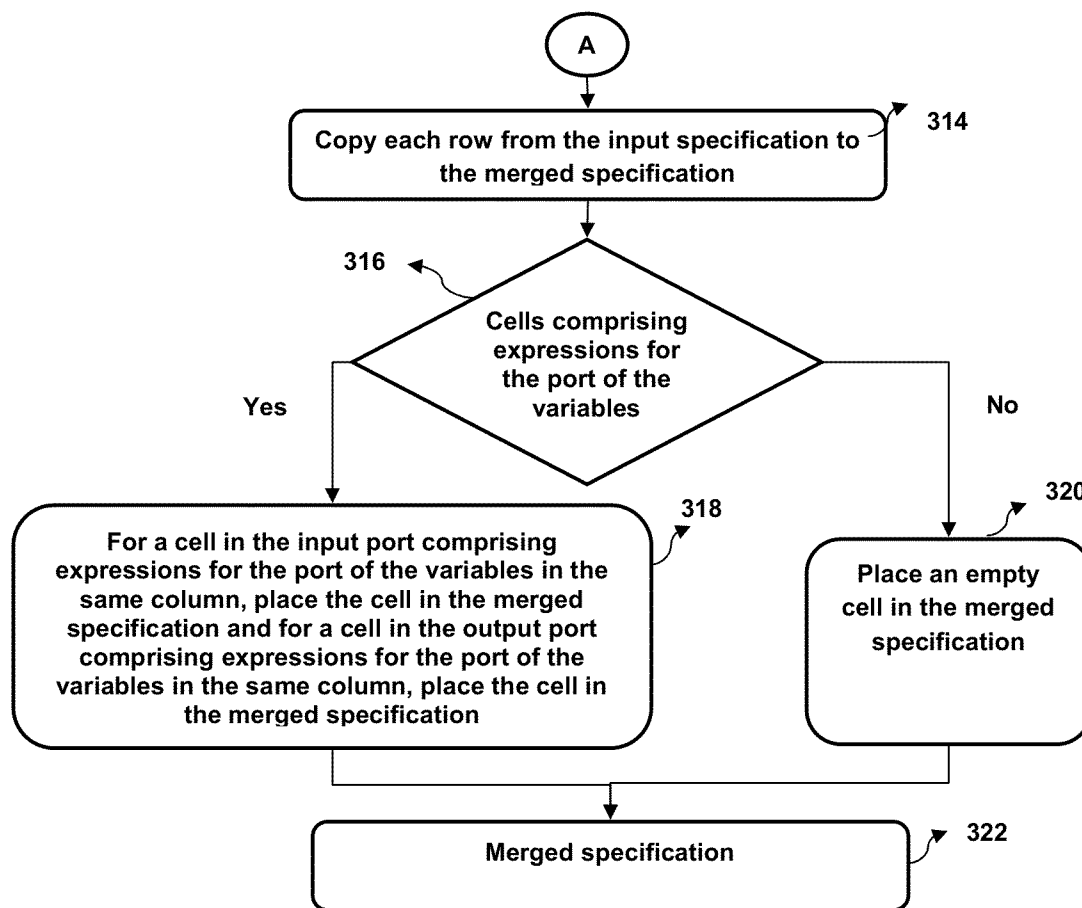 A
314
Copy each row from the input specification to
the merged specification
316
Cells comprising
expressions for
the port of the
variables
Yes
No
318
320
For a cell in the input port comprising
expressions for the port of the variables in the
same column, place the cell in the merged
specification and for a cell in the output port
comprising expressions for the port of the
variables in the same column, place the cell in
the merged specification
Place an empty
cell in the merged
specification
322
Merged specification